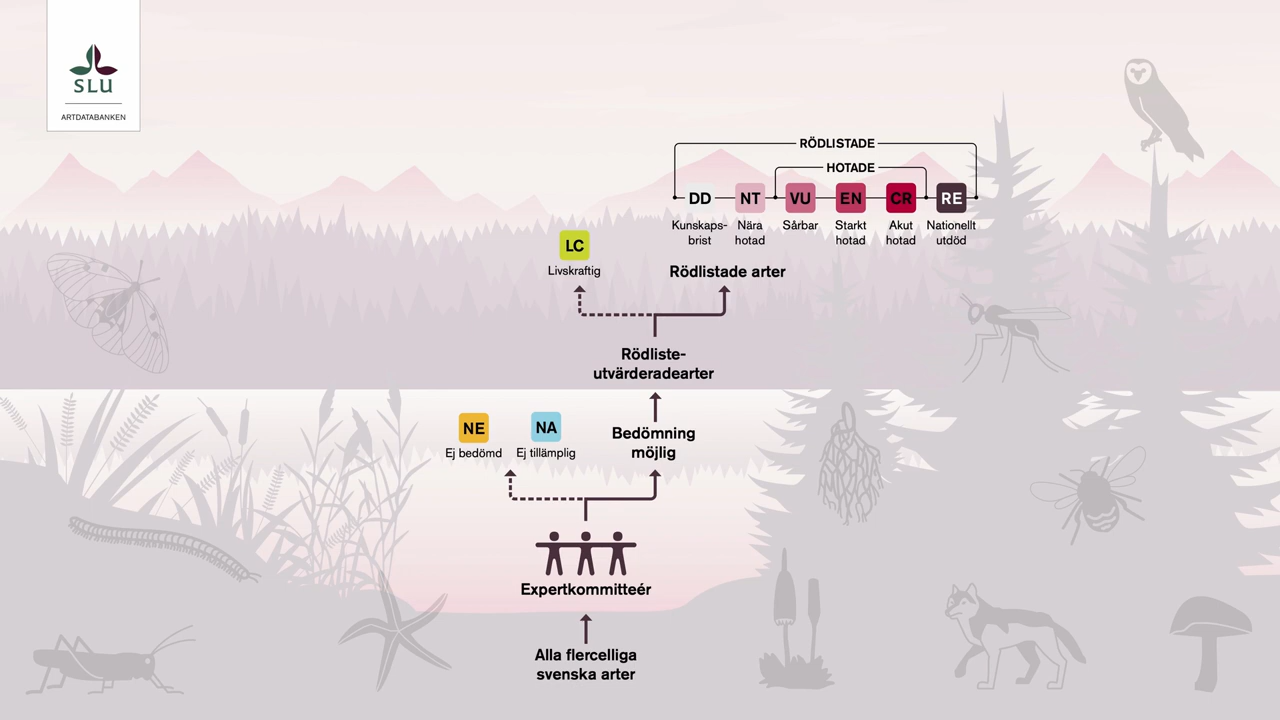 SLU
ARTDATABANKEN
RÖDLISTADE
HOTADE
DD NT VU EN CR RE
Kunskaps-
brist
Nära
hotad
Sårbar
Starkt
hotad
Akut
hotad
Nationellt
utdöd
LC
Livskraftig
Rödlistade arter
Rödliste-
utvärderadearter
NE
Ej bedömd
NA
Ej tillämplig
Bedömning
möjlig
Expertkommitteér
Alla flercelliga
svenska arter